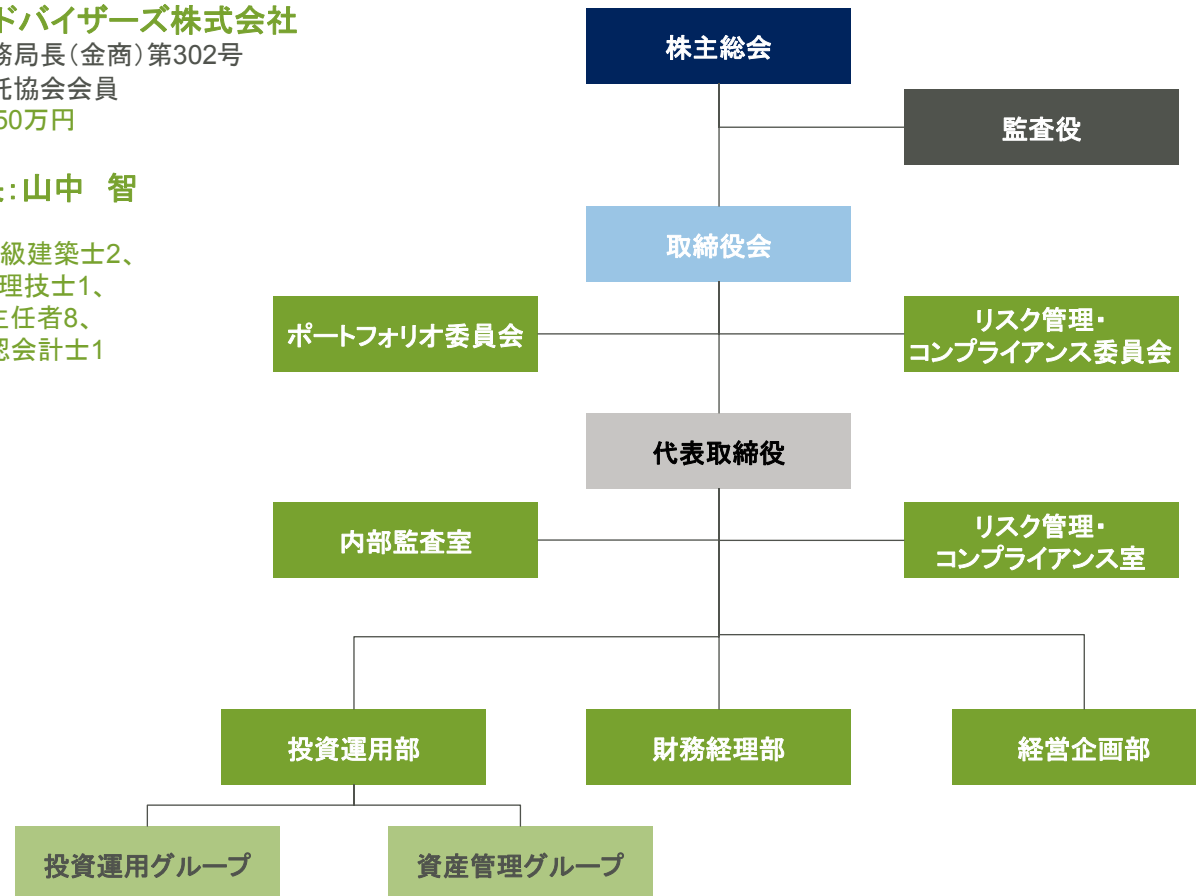 ドバイザーズ株式会社
務局長（金商）第302号
託協会会員
50万円
：山中　智
級建築士2、
理技士1、
主任者8、
認会計士1
株主総会
監査役
取締役会
ポートフォリオ委員会
リスク管理・
コンプライアンス委員会
代表取締役
内部監査室
リスク管理・
コンプライアンス室
投資運用部
財務経理部
経営企画部
投資運用グループ
資産管理グループ